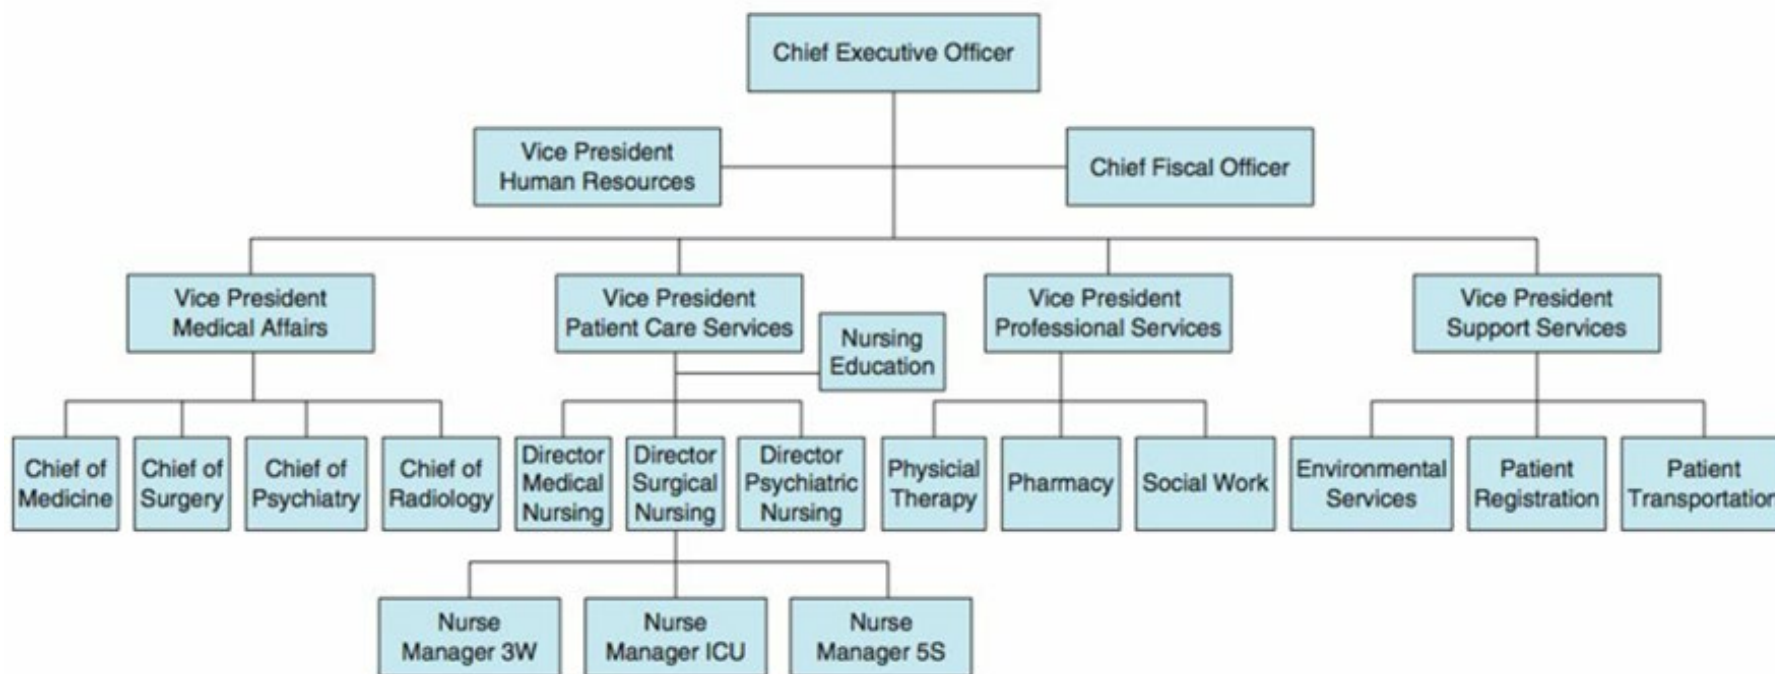 Chief Executive Officer
Vice President
Human Resources
Chief Fiscal Officer
Vice President
Medical Affairs
Vice President
Patient Care Services
Nursing
Education
Vice President
Professional Services
Vice President
Support Services
Chief of
Medicine
Chief of
Surgery
Chief of
Psychiatry
Chief of
Radiology
Director
Medical
Nursing
Director
Surgical
Nursing
Director
Psychiatric
Nursing
Physicial
Therapy
Pharmacy
Social Work
Environmental
Services
Patient
Registration
Patient
Transportation
Nurse
Manager 3W
Nurse
Manager ICU
Nurse
Manager 5S